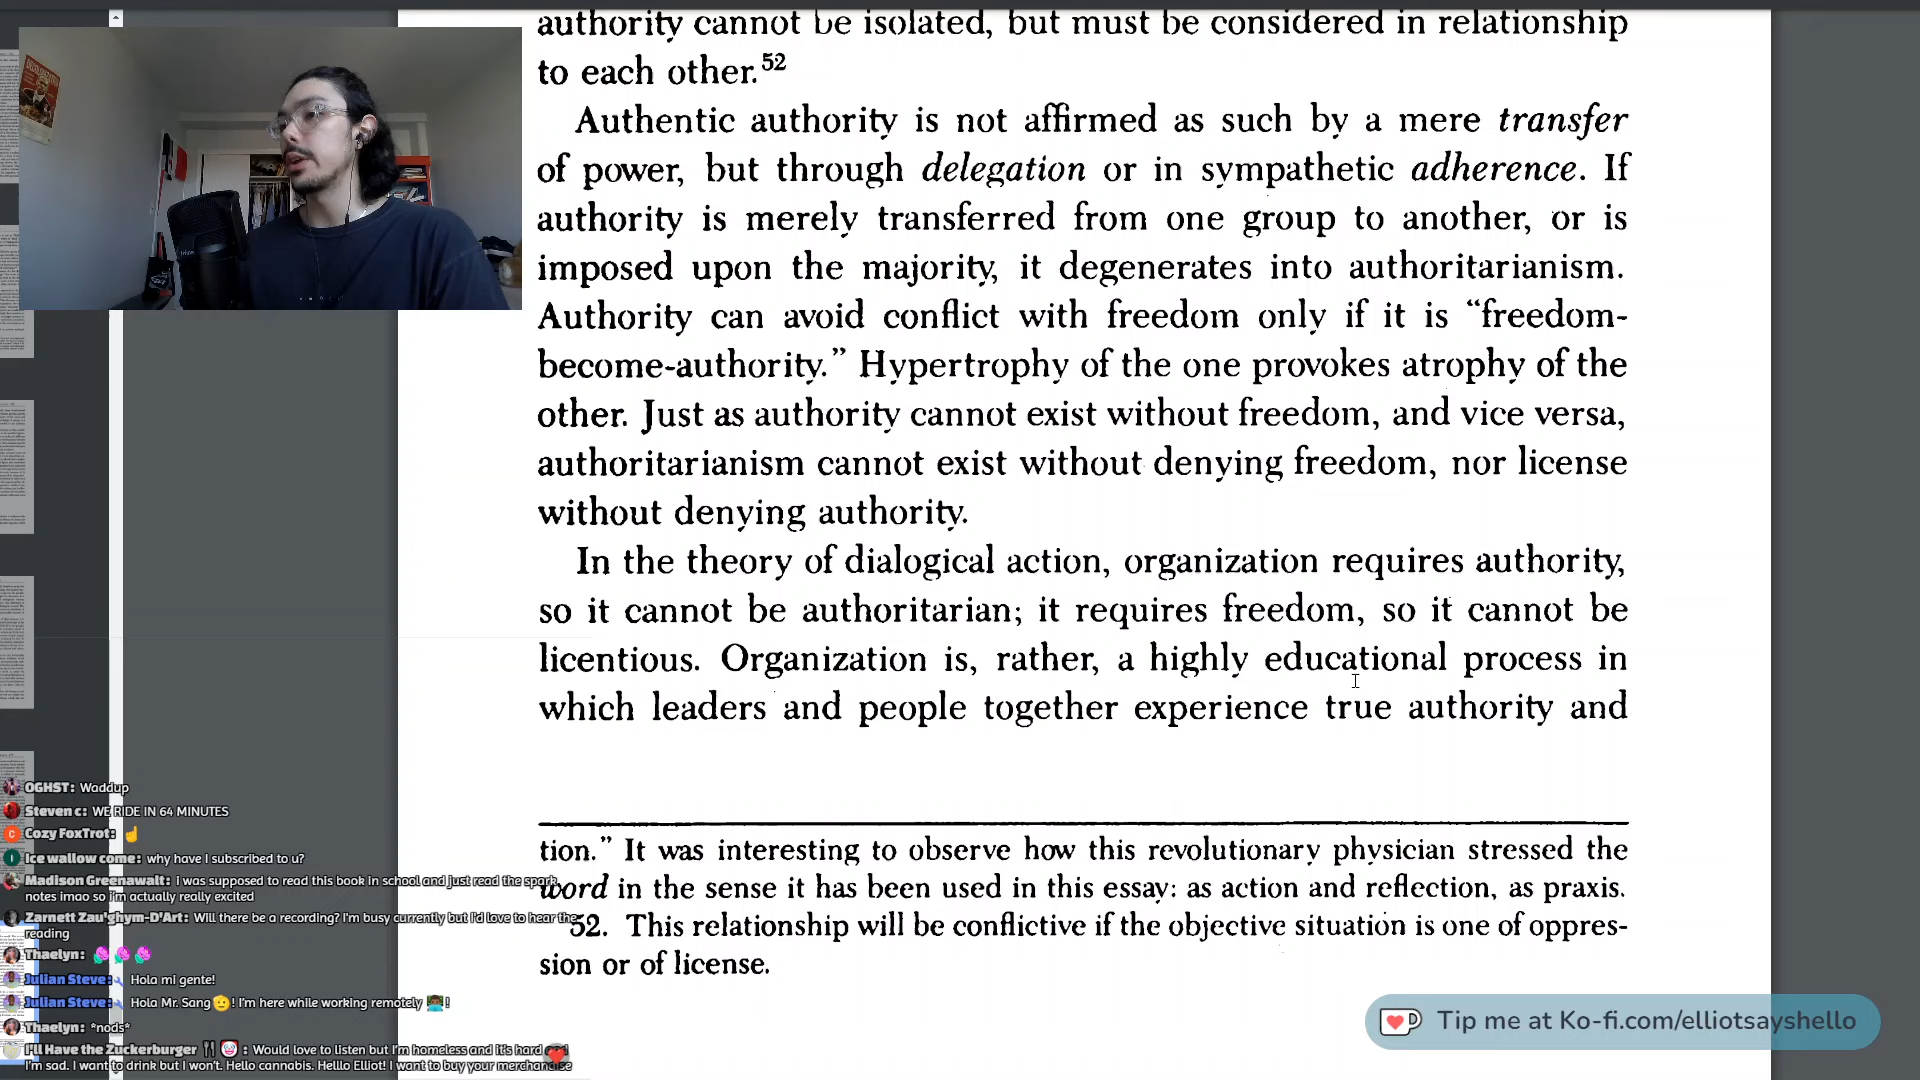 authority cannot be isolated, but must be considered in relationship
to each other.52
Authentic authority is not affirmed as such by a mere transfer
of power, but through delegation or in sympathetic adherence. If
authority is merely transferred from one group to another, or is
imposed upon the majority, it degenerates into authoritarianism.
Authority can avoid conflict with freedom only if it is “freedom-
become-authority.” Hypertrophy of the one provokes atrophy of the
other. Just as authority cannot exist without freedom, and vice versa,
authoritarianism cannot exist without denying freedom, nor license
without denying authority.
In the theory of dialogical action, organization requires authority,
so it cannot be authoritarian; it requires freedom, so it cannot be
licentious. Organization is, rather, a highly educational process in
which leaders and people together experience true authority and
tion.” It was interesting to observe how this revolutionary physician stressed the
word in the sense it has been used in this essay: as action and reflection, as praxis.
52. This relationship will be conflictive if the objective situation is one of oppres-
sion or of license.
OGHST: Waddup
Steven c: WE RIDE IN 64 MINUTES
Cozy FoxTrot: ☝
Ice wallow come: why have I subscribed to u?
Madison Greenawalt: i was supposed to read this book in school and just read the spark
notes lmao so i'm actually really excited
Zarnett Zau'ghym-D'Art: Will there be a recording? I'm busy currently but I'd love to hear the
reading
Thaelyn:
Julian Steve: Hola mi gente!
Julian Steve: Hola Mr. Sang🫡! I'm here while working remotely 👨🏾‍💻!
Thaelyn: *nods*
I'll Have the Zuckerburger 🍴🤡: Would love to listen but I'm homeless and it's hard
I'm sad. I want to drink but I won't. Hello cannabis. Helllo Elliot! I want to buy your merchandise
Tip me at Ko-fi.com/elliotsayshello